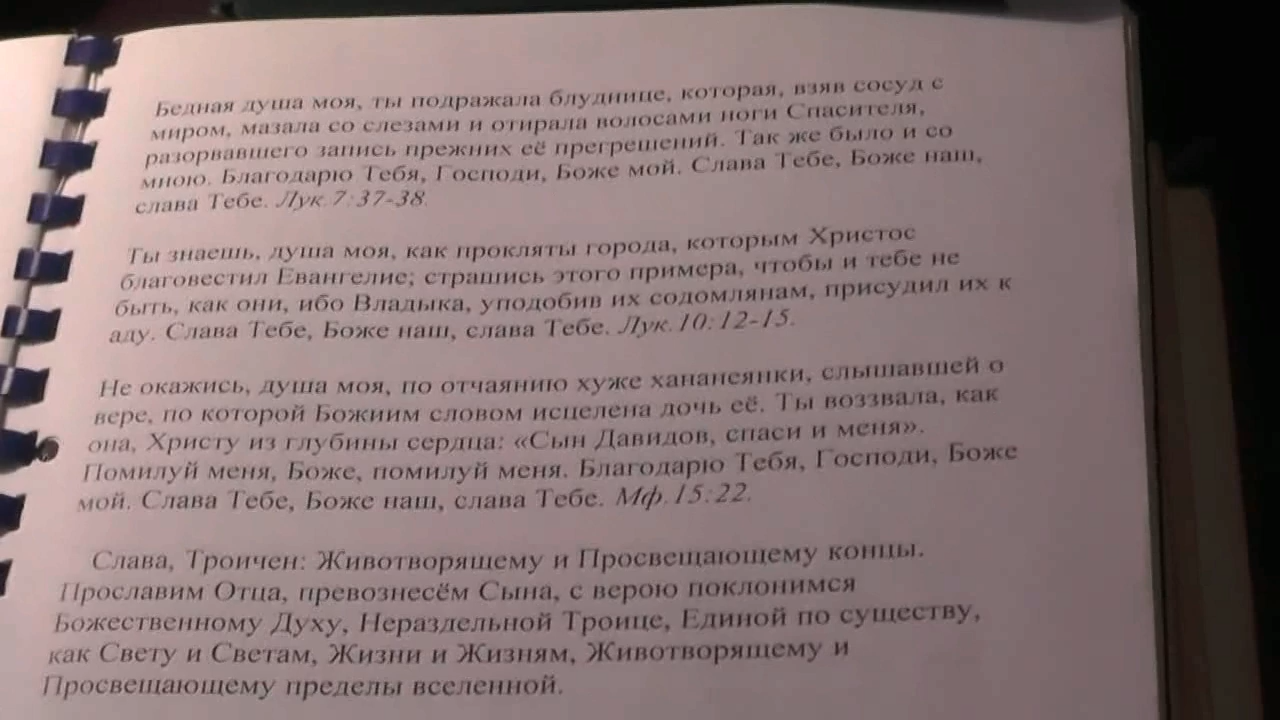 Бедная душа моя, ты подражала блуднице, которая, взяв сосуд с
миром, мазала со слезами и отирала волосами ноги Спасителя,
разорвавшего запись прежних её прегрешений. Так же было и со
мною. Благодарю Тебя, Господи, Боже мой. Слава Тебе, Боже наш,
слава Тебе. Лук.7:37-38.
Ты знаешь, душа моя, как прокляты города, которым Христос
благовестил Евангелие; страшись этого примера, чтобы и тебе не
быть, как они, ибо Владыка, уподобив их содомлянам, присудил их к
аду. Слава Тебе, Боже наш, слава Тебе. Лук.10:12-15.
Не окажись, душа моя, по отчаянию хуже хананеянки, слышавшей о
вере, по которой Божиим словом исцелена дочь её. Ты воззвала, как
она, Христу из глубины сердца: «Сын Давидов, спаси и меня».
Помилуй меня, Боже, помилуй меня. Благодарю Тебя, Господи, Боже
мой. Слава Тебе, Боже наш, слава Тебе. Мф.15:22.
Слава, Троичен: Животворящему и Просвещающему концы.
Прославим Отца, превознесём Сына, с верою поклонимся
Божественному Духу, Нераздельной Троице, Единой по существу,
как Свету и Светам, Жизни и Жизням, Животворящему и
Просвещающему пределы вселенной.